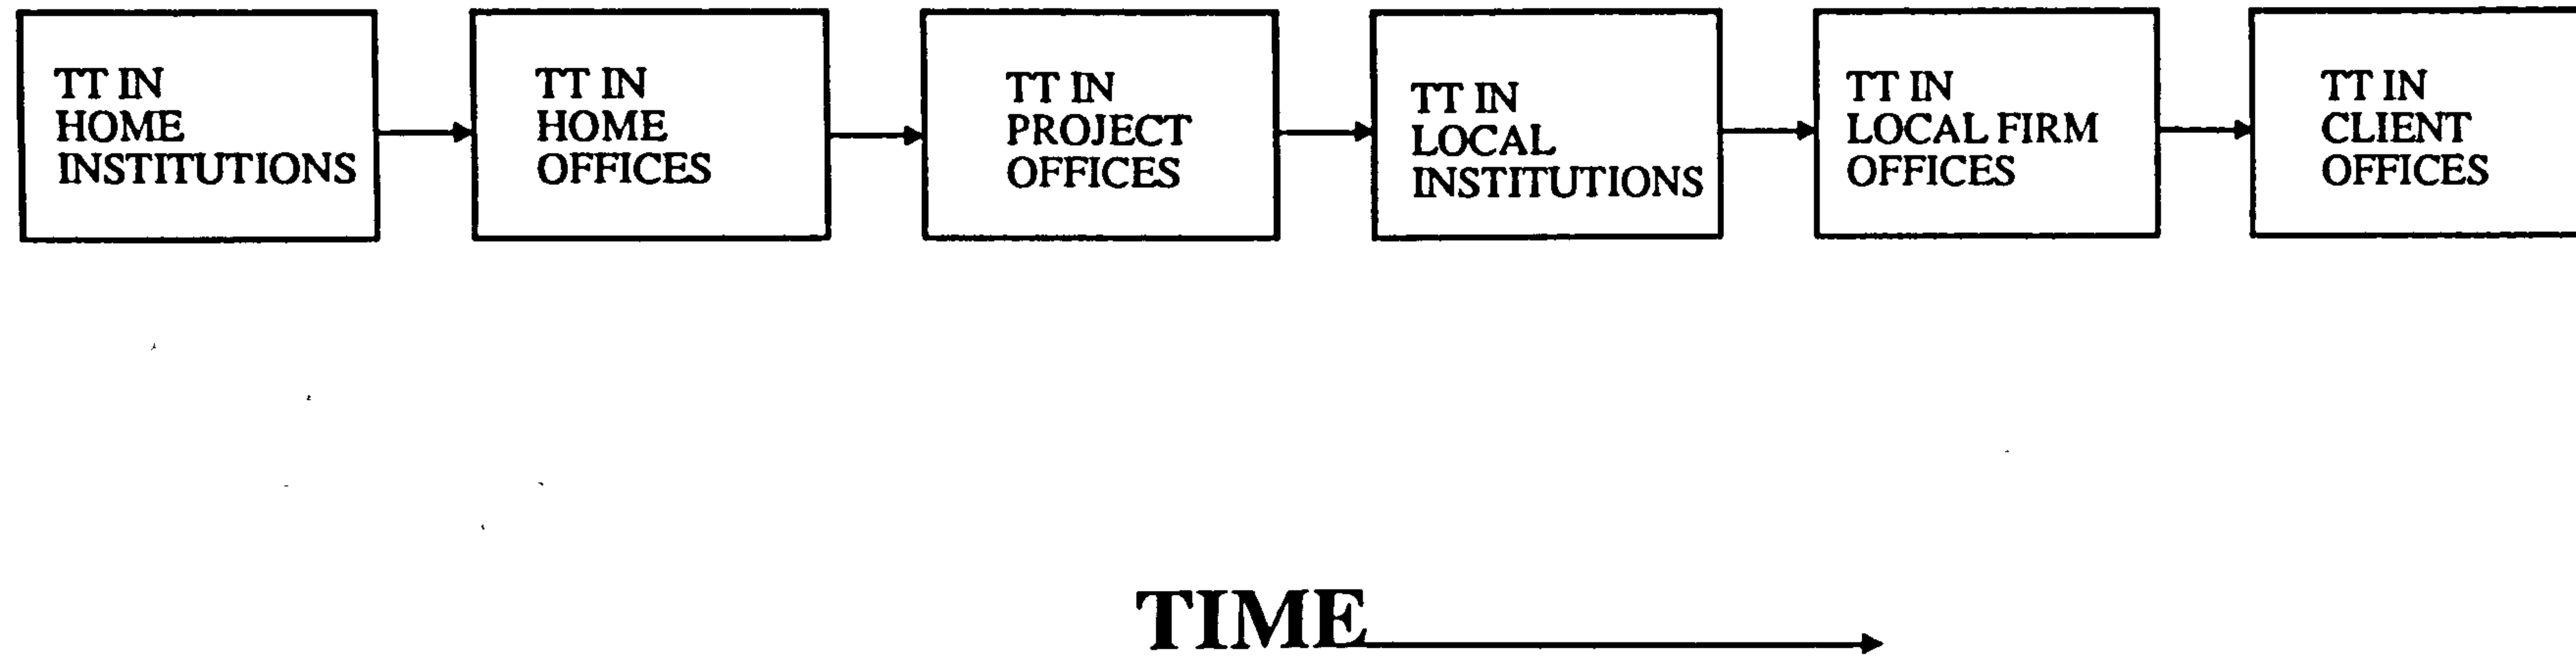 TT IN
HOME
INSTITUTIONS
TT IN
HOME
OFFICES
TT IN
PROJECT
OFFICES
TT IN
LOCAL
INSTITUTIONS
TT IN
LOCAL FIRM
OFFICES
TT IN
CLIENT
OFFICES
TIME